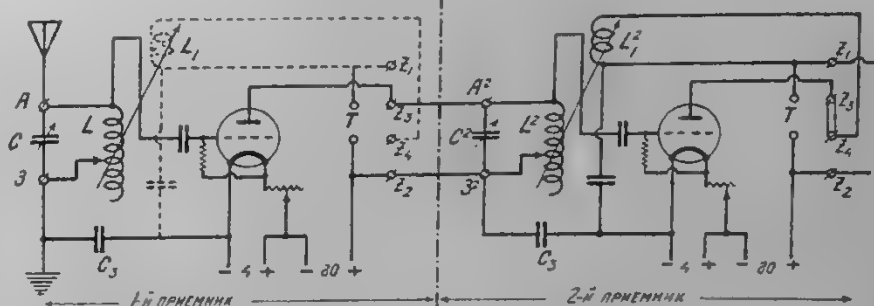 L₁
Z₁
L₁²
Z₁
A
L
T
Z₃
A²
L²
T
Z₃
C
Z₄
C²
Z₄
З
Z₂
З²
Z₂
C₃
C₃
− 4 + − 80 +
− 4 + − 80 +
1-й приемник
2-й приемник